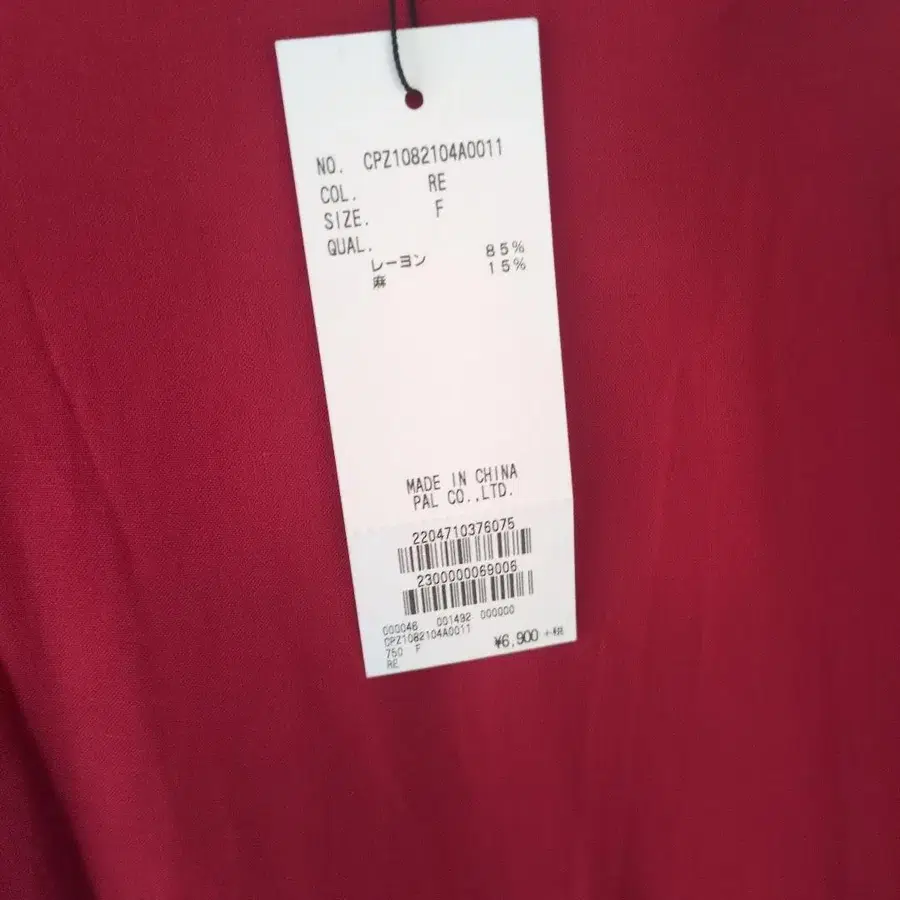 NO. CPZ1082104A0011
COL. RE
SIZE. F
QUAL.
レーヨン 85%
麻 15%
MADE IN CHINA
PAL CO.,LTD.
2204710376075
2300000069006
000046 001492 000000
CPZ1082104A0011
750 F
RE
¥6,900 +税